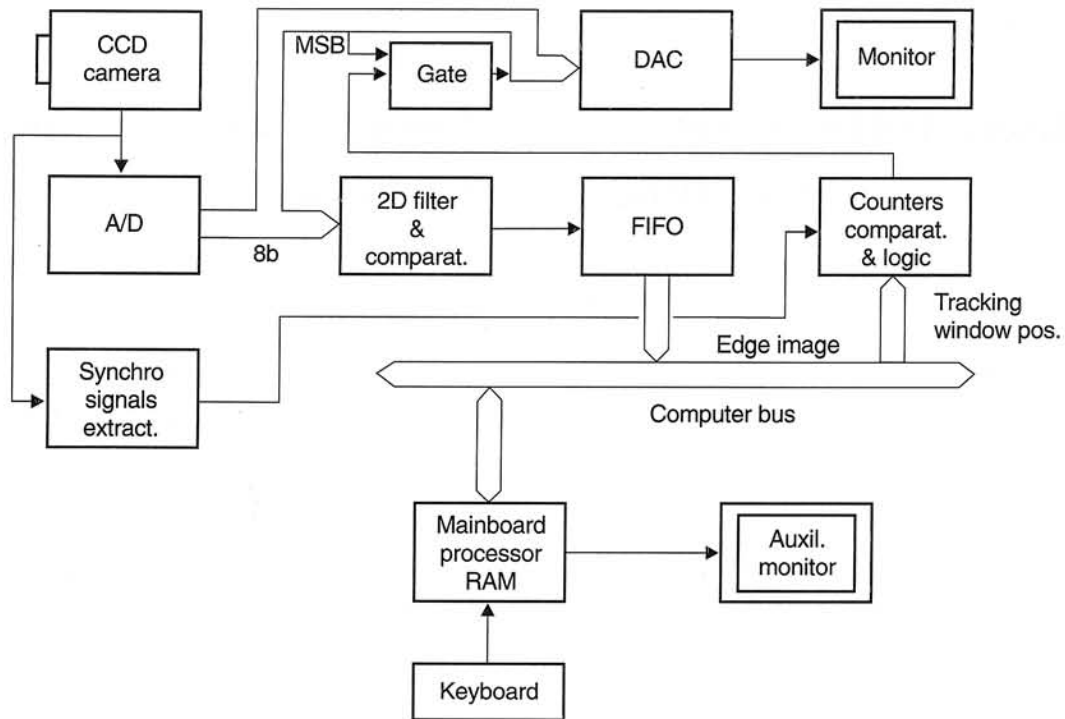 CCD
camera
MSB
Gate
DAC
Monitor
A/D
8b
2D filter
&
comparat.
FIFO
Counters
comparat.
& logic
Tracking
window pos.
Edge image
Synchro
signals
extract.
Computer bus
Mainboard
processor
RAM
Auxil.
monitor
Keyboard